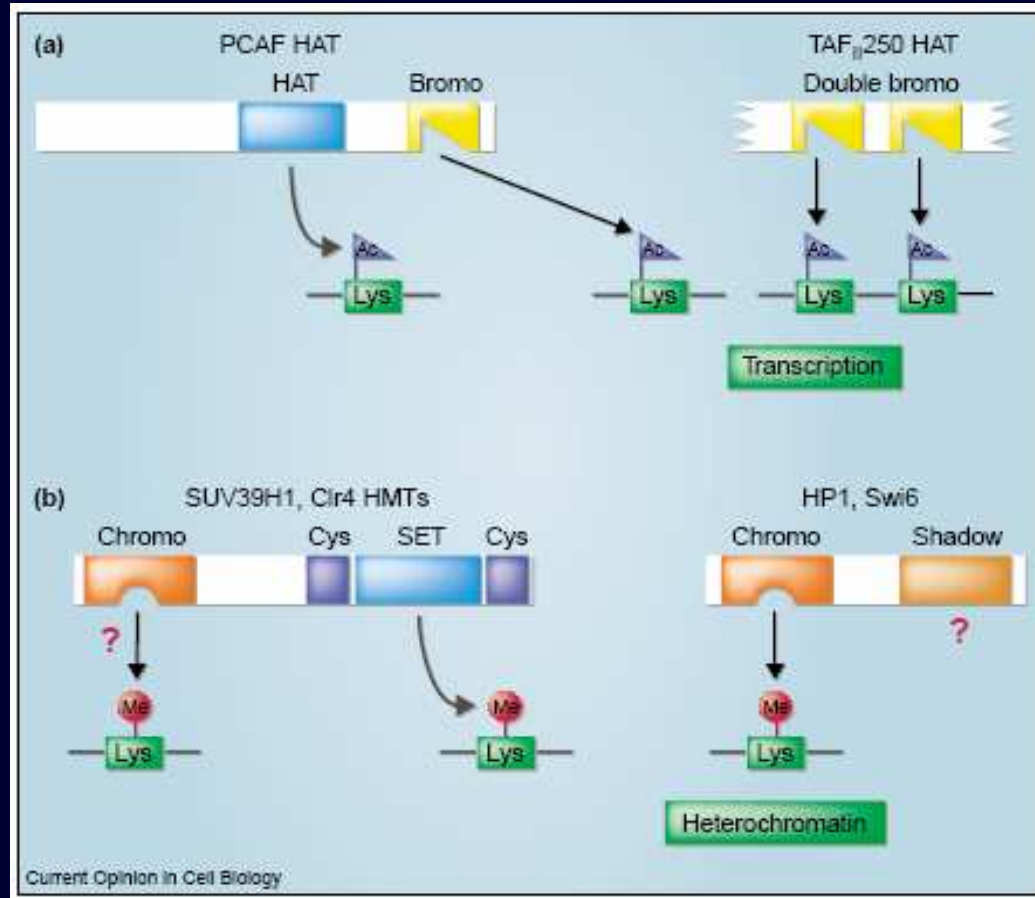 (a) PCAF HAT TAFII250 HAT
HAT Bromo Double bromo
Ac Ac Ac Ac
Lys Lys Lys Lys
Transcription
(b) SUV39H1, Clr4 HMTs HP1, Swi6
Chromo Cys SET Cys Chromo Shadow
? ?
Me Me Me
Lys Lys Lys
Heterochromatin
Current Opinion in Cell Biology